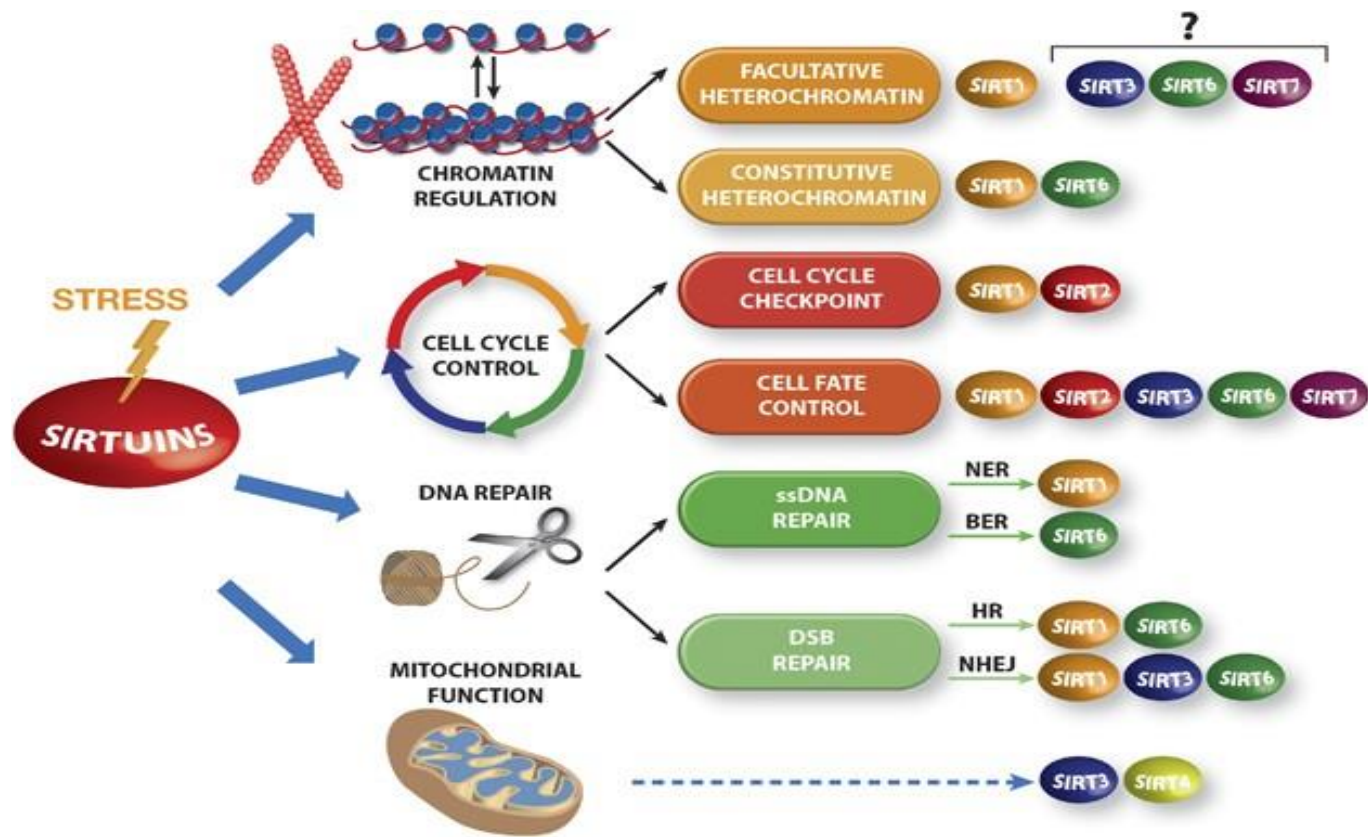 ?
FACULTATIVE
HETEROCHROMATIN
SIRT1 SIRT3 SIRT6 SIRT7
CHROMATIN
REGULATION
CONSTITUTIVE
HETEROCHROMATIN
SIRT1 SIRT6
STRESS
SIRTUINS
CELL CYCLE
CONTROL
CELL CYCLE
CHECKPOINT
SIRT1 SIRT2
CELL FATE
CONTROL
SIRT1 SIRT2 SIRT3 SIRT6 SIRT7
DNA REPAIR
ssDNA
REPAIR
NER
SIRT1
BER
SIRT6
DSB
REPAIR
HR
SIRT1 SIRT6
NHEJ
SIRT1 SIRT3 SIRT6
MITOCHONDRIAL
FUNCTION
SIRT3 SIRT4